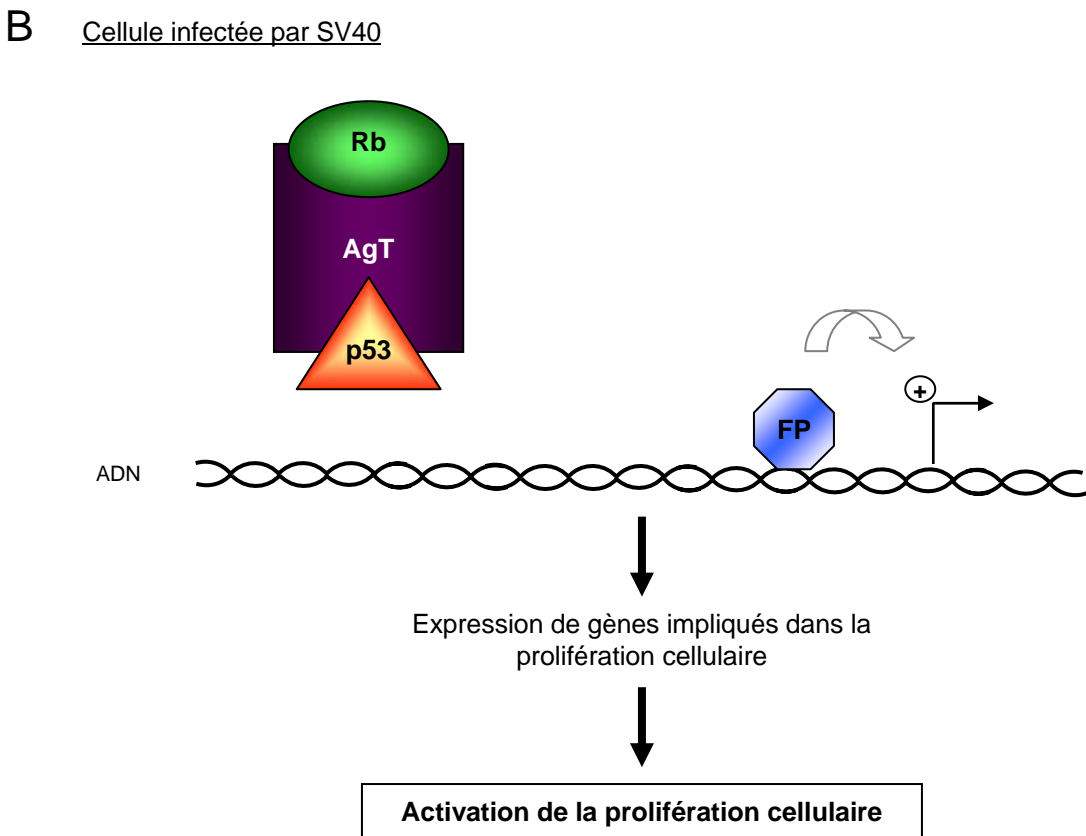 B
Cellule infectée par SV40
Rb
AgT
p53
+
FP
ADN
Expression de gènes impliqués dans la
prolifération cellulaire
Activation de la prolifération cellulaire